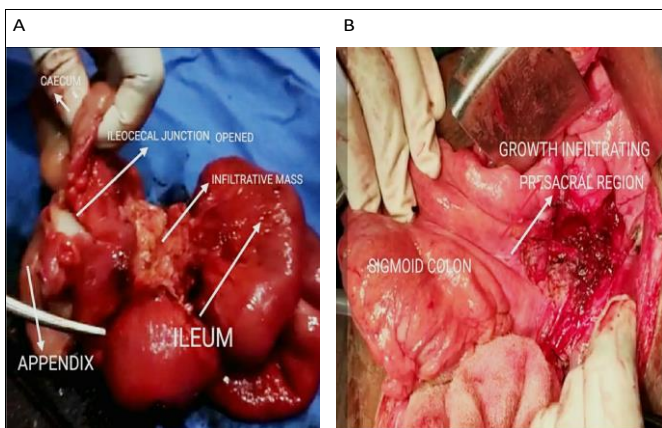 A
CAECUM
ILEOCECAL JUNCTION OPENED
INFILTRATIVE MASS
ILEUM
APPENDIX
B
GROWTH INFILTRATING
PRESACRAL REGION
SIGMOID COLON